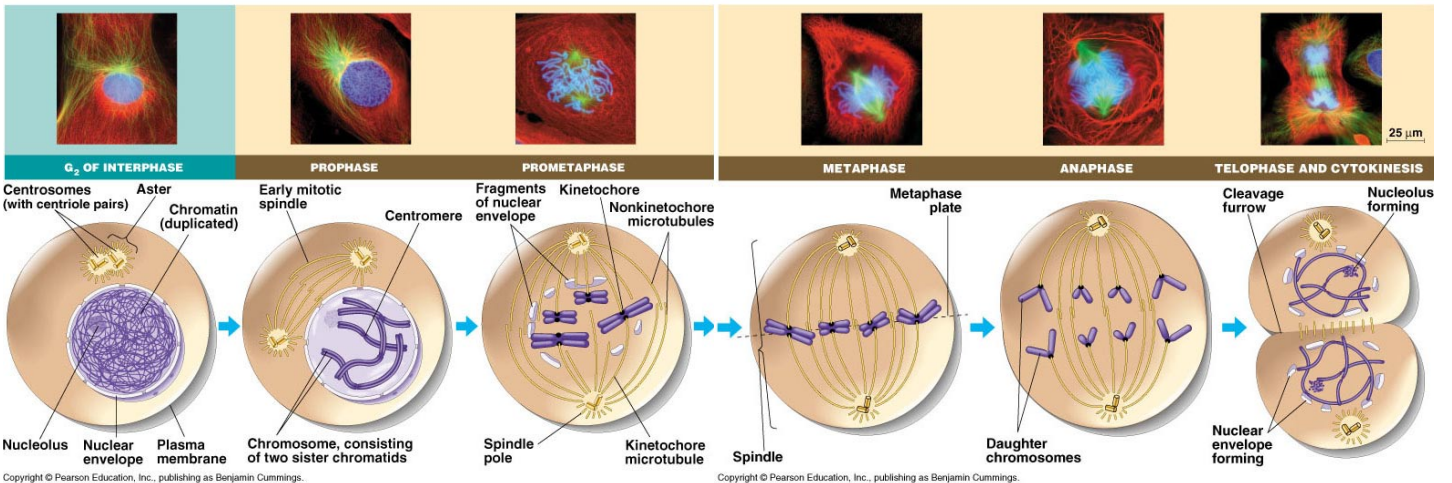 25 µm
G₂ OF INTERPHASE
PROPHASE
PROMETAPHASE
METAPHASE
ANAPHASE
TELOPHASE AND CYTOKINESIS
Centrosomes
(with centriole pairs)
Aster
Chromatin
(duplicated)
Nucleolus
Nuclear
envelope
Plasma
membrane
Early mitotic
spindle
Centromere
Chromosome, consisting
of two sister chromatids
Fragments
of nuclear
envelope
Kinetochore
Nonkinetochore
microtubules
Spindle
pole
Kinetochore
microtubule
Metaphase
plate
Spindle
Daughter
chromosomes
Cleavage
furrow
Nucleolus
forming
Nuclear
envelope
forming
Copyright © Pearson Education, Inc., publishing as Benjamin Cummings.
Copyright © Pearson Education, Inc., publishing as Benjamin Cummings.